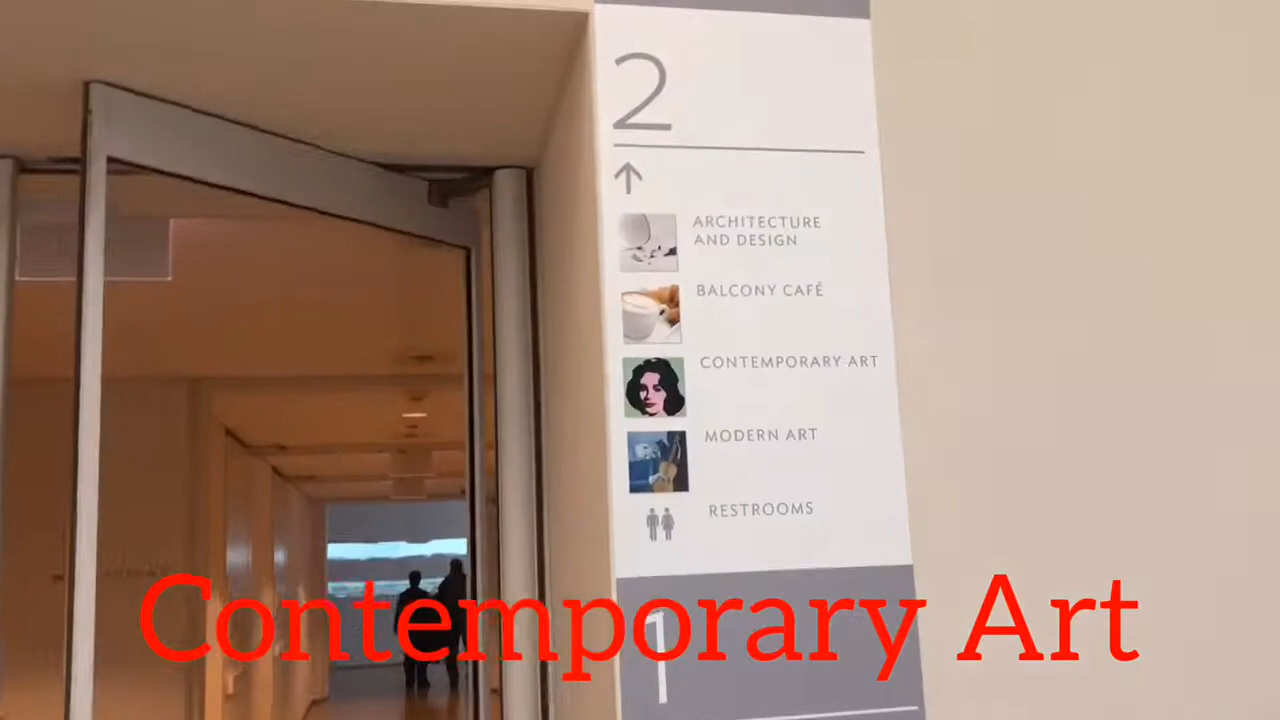 2
ARCHITECTURE
AND DESIGN
BALCONY CAFÉ
CONTEMPORARY ART
MODERN ART
RESTROOMS
1
Contemporary Art